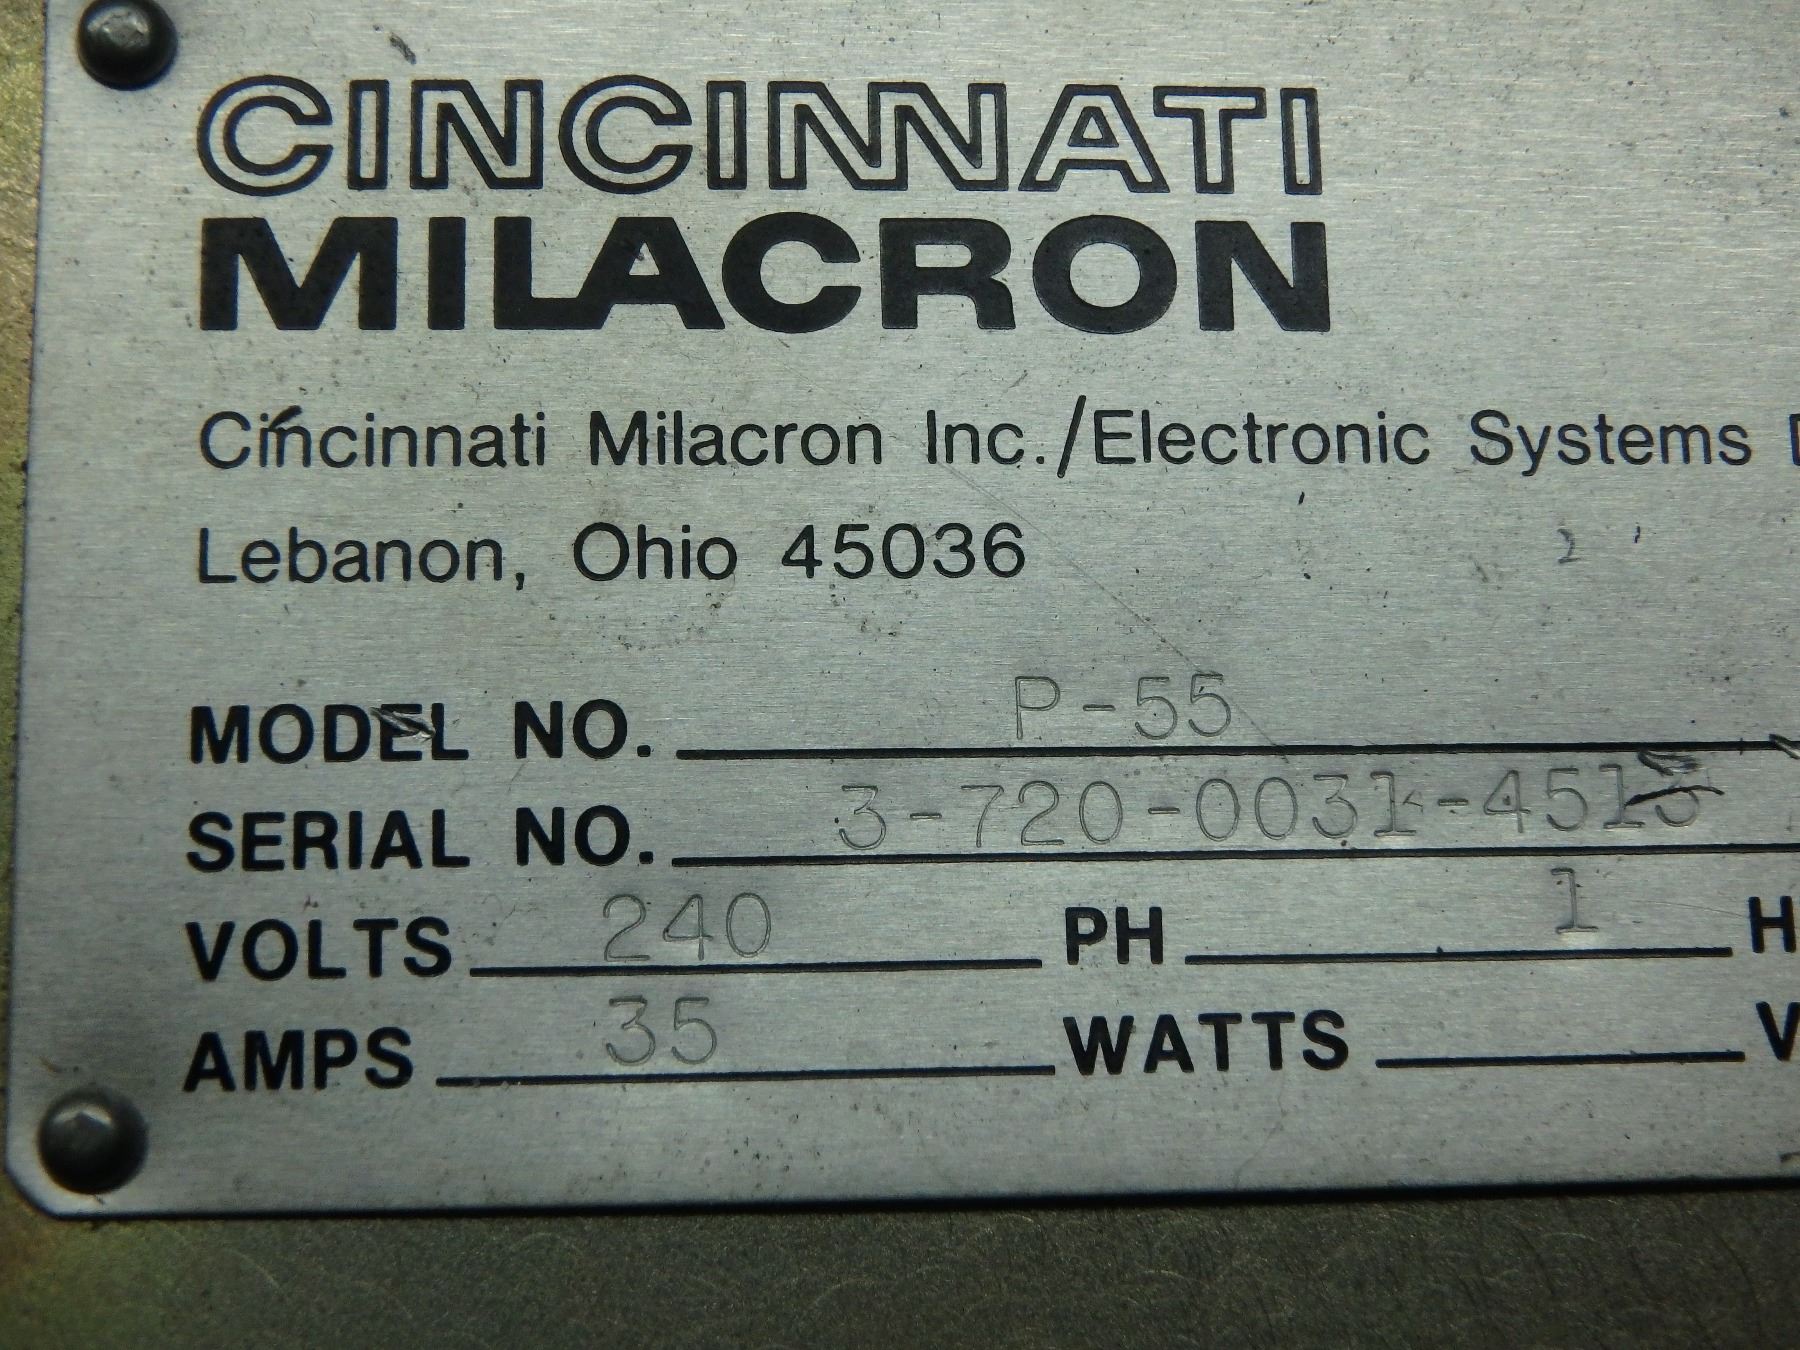 CINCINNATI
MILACRON
Cincinnati Milacron Inc./Electronic Systems
Lebanon, Ohio 45036
MODEL NO. P-55
SERIAL NO. 3-720-0031-4515
VOLTS 240 PH 1 H
AMPS 35 WATTS V